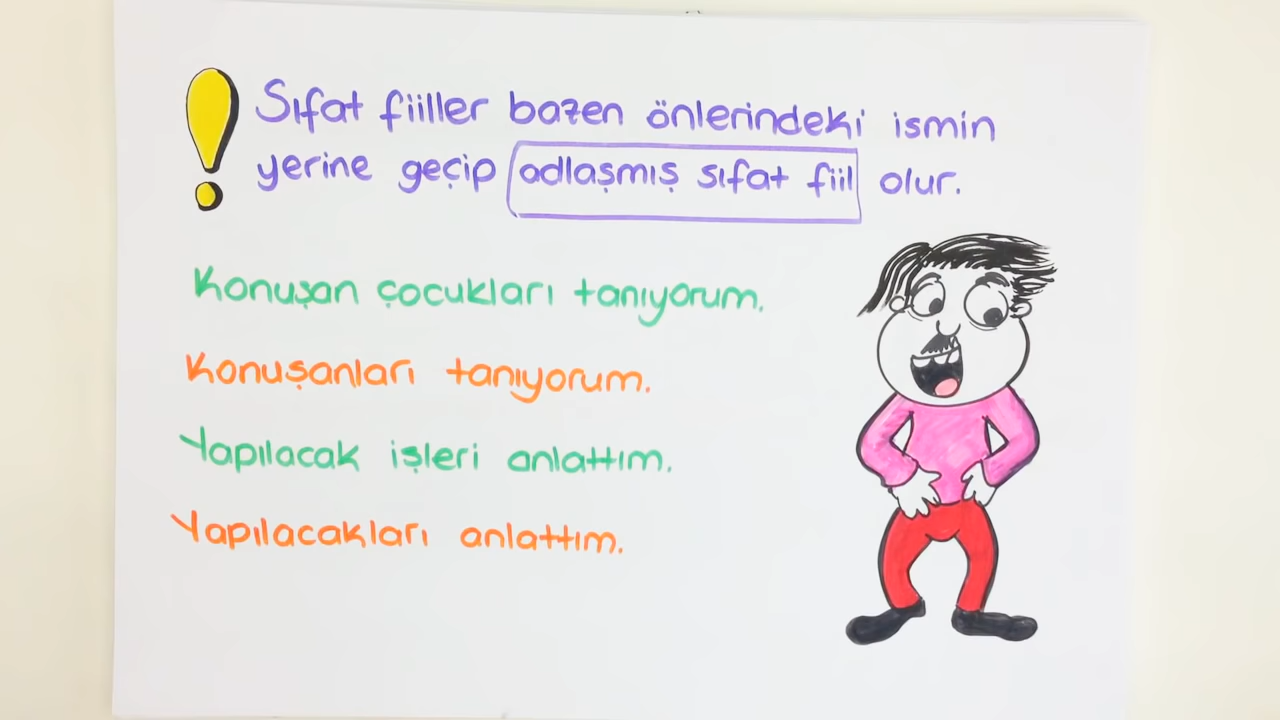 Sıfat fiiller bazen önlerindeki ismin
yerine geçip adlaşmış sıfat fiil olur.
Konuşan çocukları tanıyorum.
Konuşanları tanıyorum.
Yapılacak işleri anlattım.
Yapılacakları anlattım.